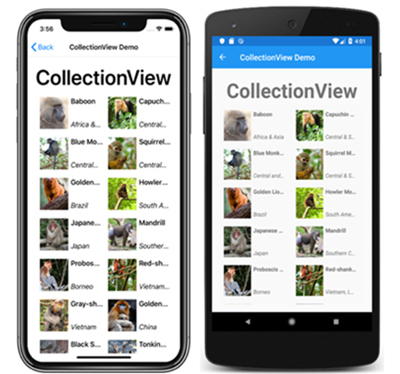 3:56
Back CollectionView Demo
CollectionView
Baboon Capuch...
Africa &... Central...
Blue Mo... Squirrel...
Central... Central...
Golden... Howler...
Brazil South A...
Japane... Mandrill
Japan Souther...
Probos... Red-sha...
Borneo Vietnam...
Gray-sh... Golden...
Vietnam China
Black S... Tonkin...
4:01
CollectionView Demo
CollectionView
Baboon Capuchin ...
Africa & Asia Central & S...
Blue Monk... Squirrel M...
Central and... Central & S...
Golden Lio... Howler Mo...
Brazil South Ame...
Japanese ... Mandrill
Japan Southern C...
Proboscis ... Red-shank...
Borneo Vietnam, L...